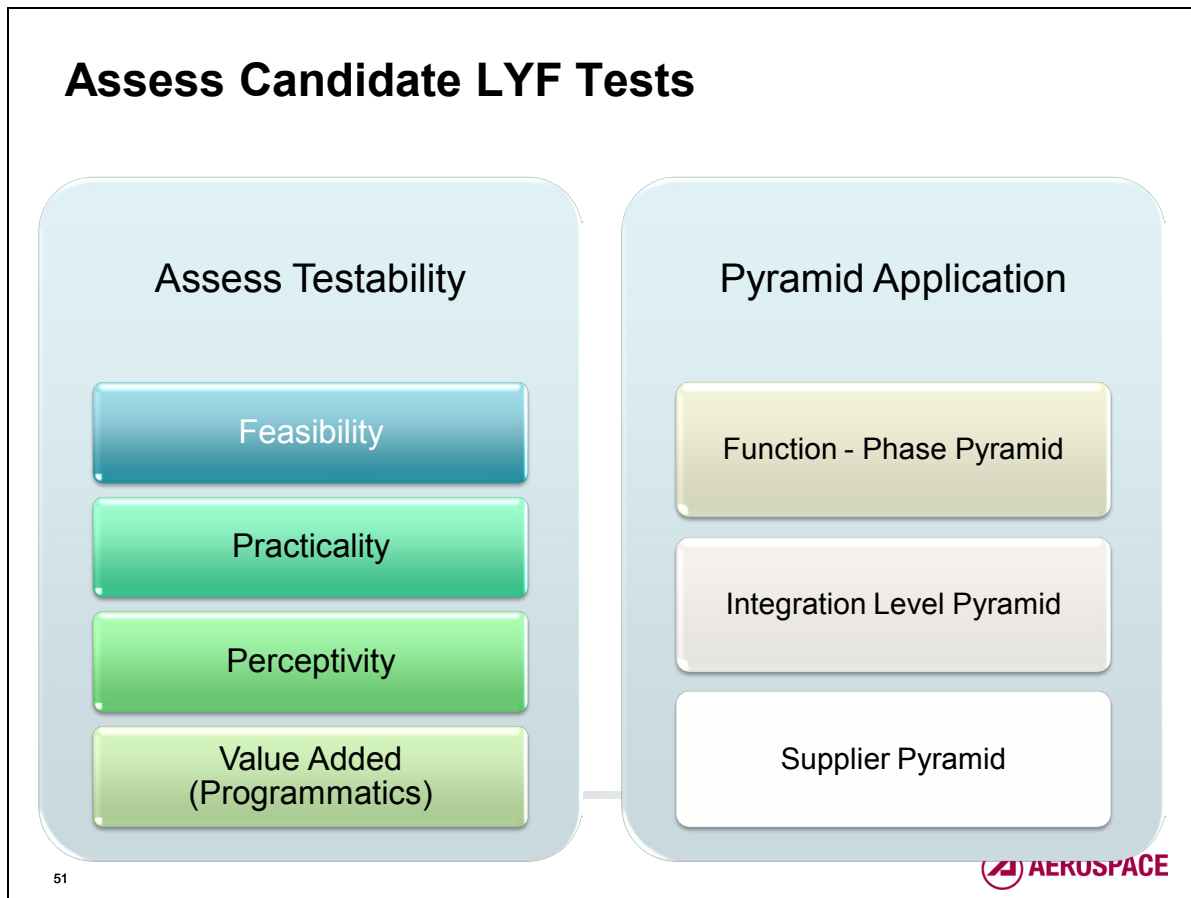 Assess Candidate LYF Tests
Assess Testability
Feasibility
Practicality
Perceptivity
Value Added
(Programmatics)
Pyramid Application
Function - Phase Pyramid
Integration Level Pyramid
Supplier Pyramid
51
AEROSPACE